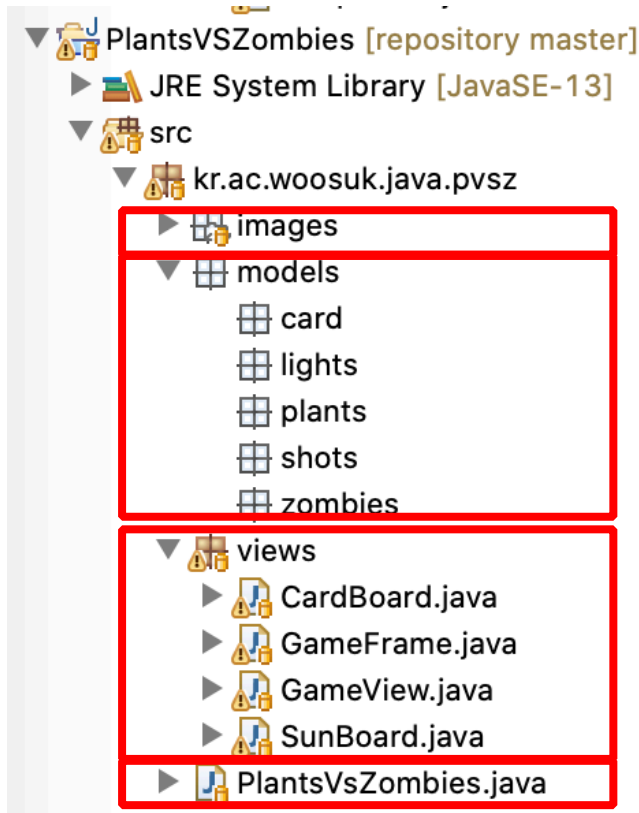 PlantsVSZombies [repository master]
JRE System Library [JavaSE-13]
src
kr.ac.woosuk.java.pvsz
images
models
card
lights
plants
shots
zombies
views
CardBoard.java
GameFrame.java
GameView.java
SunBoard.java
PlantsVsZombies.java